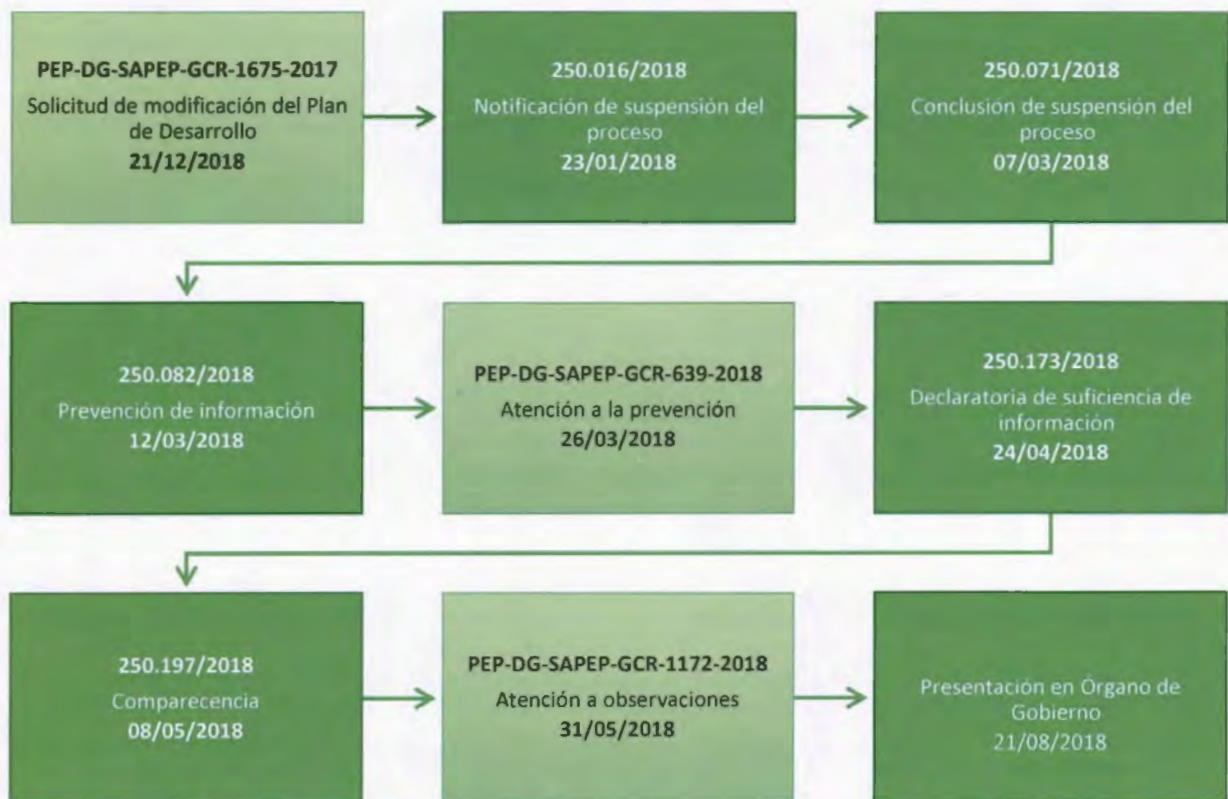 PEP-DG-SAPEP-GCR-1675-2017
Solicitud de modificación del Plan
de Desarrollo
21/12/2018
250.016/2018
Notificación de suspensión del
proceso
23/01/2018
250.071/2018
Conclusión de suspensión del
proceso
07/03/2018
250.082/2018
Prevención de información
12/03/2018
PEP-DG-SAPEP-GCR-639-2018
Atención a la prevención
26/03/2018
250.173/2018
Declaratoria de suficiencia de
información
24/04/2018
250.197/2018
Comparecencia
08/05/2018
PEP-DG-SAPEP-GCR-1172-2018
Atención a observaciones
31/05/2018
Presentación en Órgano de
Gobierno
21/08/2018